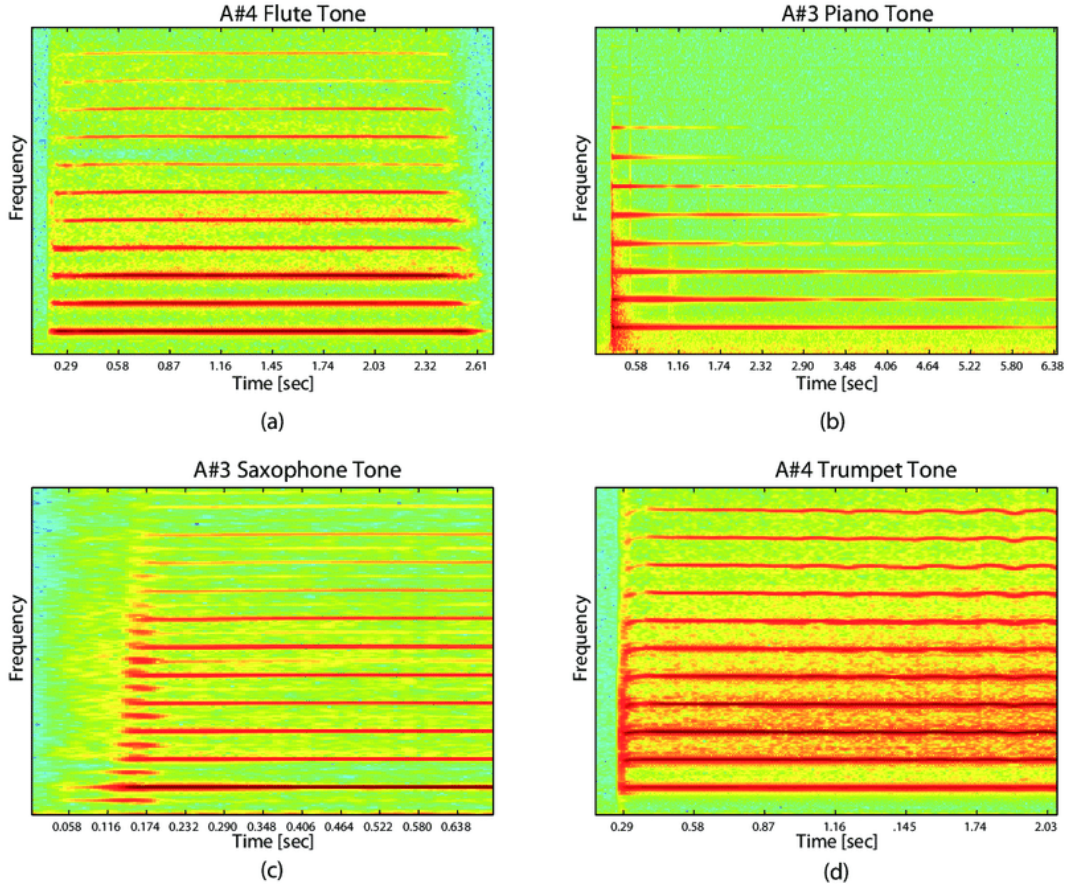 A#4 Flute Tone
Frequency
0.29 0.58 0.87 1.16 1.45 1.74 2.03 2.32 2.61
Time [sec]
(a)
A#3 Piano Tone
Frequency
0.58 1.16 1.74 2.32 2.90 3.48 4.06 4.64 5.22 5.80 6.38
Time [sec]
(b)
A#3 Saxophone Tone
Frequency
0.058 0.116 0.174 0.232 0.290 0.348 0.406 0.464 0.522 0.580 0.638
Time [sec]
(c)
A#4 Trumpet Tone
Frequency
0.29 0.58 0.87 1.16 .145 1.74 2.03
Time [sec]
(d)